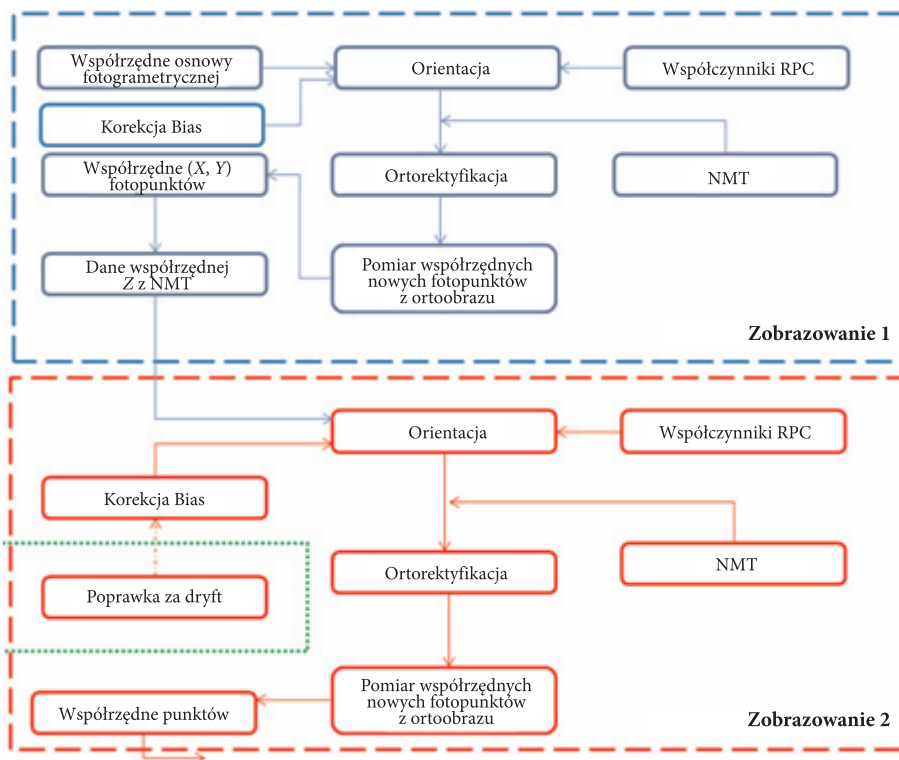 Współrzędne osnowy
fotogrametrycznej
Orientacja
Współczynniki RPC
Korekcja Bias
Współrzędne (X, Y)
fotopunktów
Ortorektyfikacja
NMT
Dane współrzędnej
Z z NMT
Pomiar współrzędnych
nowych fotopunktów
z ortoobrazu
Zobrazowanie 1
Orientacja
Współczynniki RPC
Korekcja Bias
Ortorektyfikacja
NMT
Poprawka za dryft
Pomiar współrzędnych
nowych fotopunktów
z ortoobrazu
Współrzędne punktów
Zobrazowanie 2